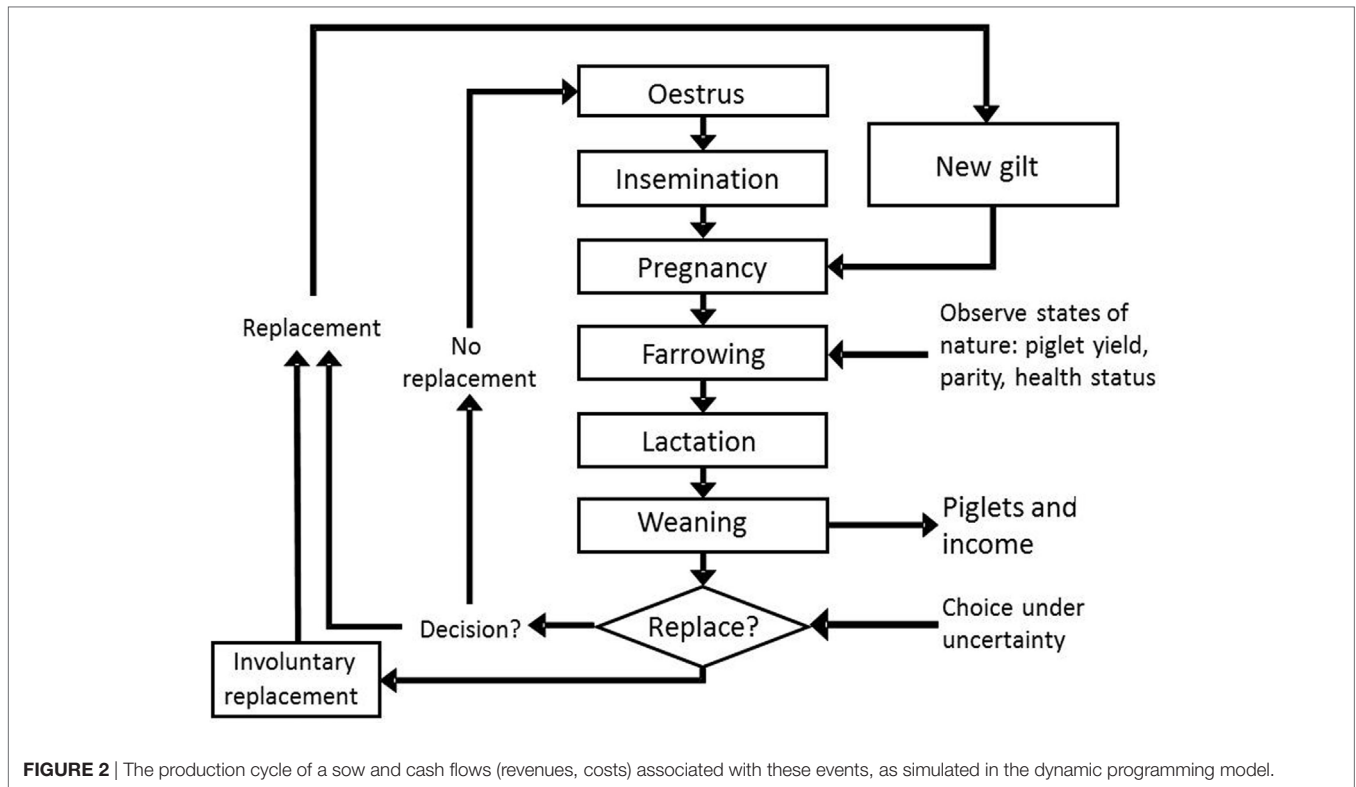 Oestrus
Insemination
New gilt
Pregnancy
Replacement
No
replacement
Farrowing
Observe states of
nature: piglet yield,
parity, health status
Lactation
Weaning
Piglets and
income
Decision?
Replace?
Choice under
uncertainty
Involuntary
replacement
FIGURE 2 | The production cycle of a sow and cash flows (revenues, costs) associated with these events, as simulated in the dynamic programming model.